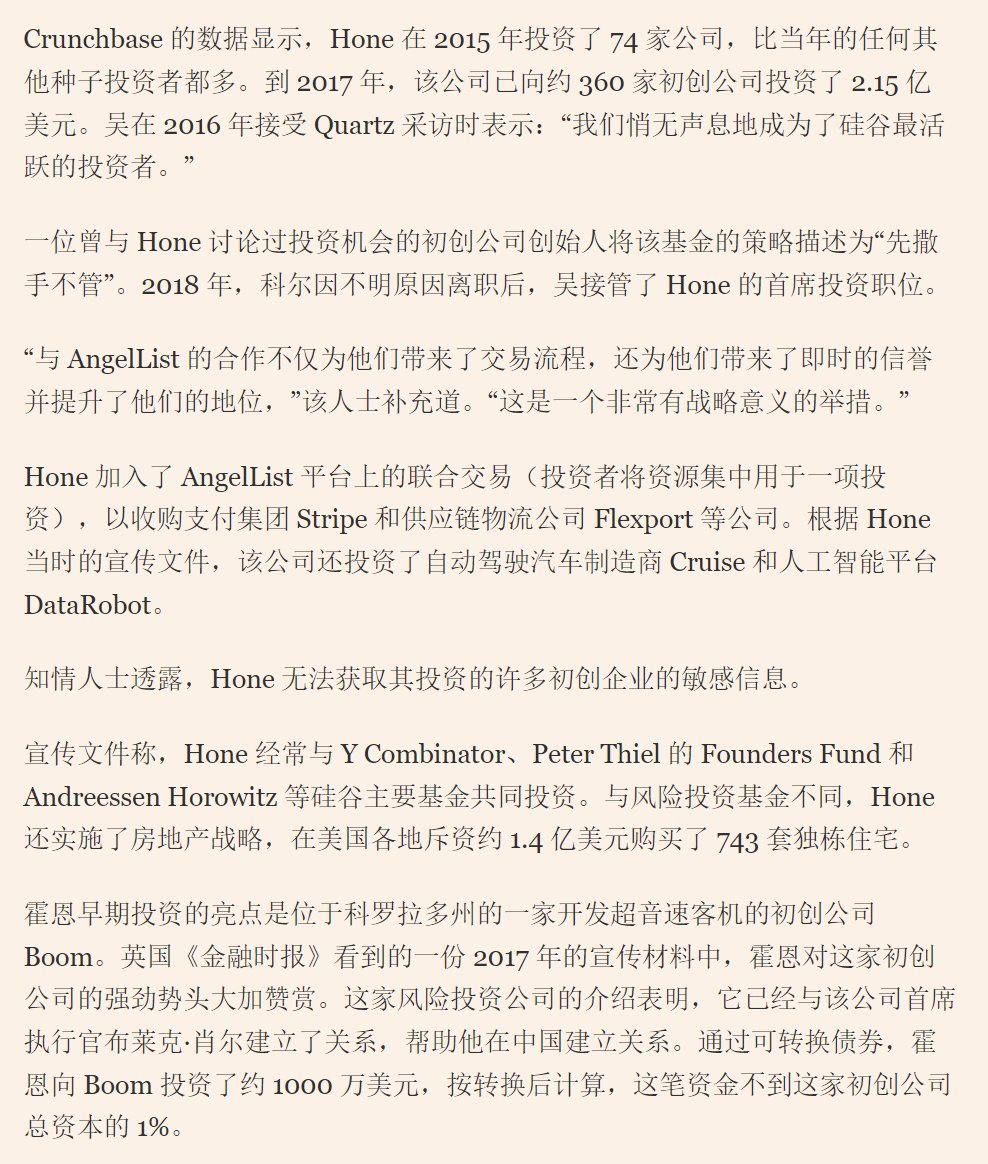 Crunchbase 的数据显示，Hone 在 2015 年投资了 74 家公司，比当年的任何其
他种子投资者都多。到 2017 年，该公司已向约 360 家初创公司投资了 2.15 亿
美元。吴在 2016 年接受 Quartz 采访时表示：“我们悄无声息地成为了硅谷最活
跃的投资者。”
一位曾与 Hone 讨论过投资机会的初创公司创始人将该基金的策略描述为“先撒
手不管”。2018 年，科尔因不明原因离职后，吴接管了 Hone 的首席投资职位。
“与 AngelList 的合作不仅为他们带来了交易流程，还为他们带来了即时的信誉
并提升了他们的地位，”该人士补充道。“这是一个非常有战略意义的举措。”
Hone 加入了 AngelList 平台上的联合交易（投资者将资源集中用于一项投
资），以收购支付集团 Stripe 和供应链物流公司 Flexport 等公司。根据 Hone
当时的宣传文件，该公司还投资了自动驾驶汽车制造商 Cruise 和人工智能平台
DataRobot。
知情人士透露，Hone 无法获取其投资的许多初创企业的敏感信息。
宣传文件称，Hone 经常与 Y Combinator、Peter Thiel 的 Founders Fund 和
Andreessen Horowitz 等硅谷主要基金共同投资。与风险投资基金不同，Hone
还实施了房地产战略，在美国各地斥资约 1.4 亿美元购买了 743 套独栋住宅。
霍恩早期投资的亮点是位于科罗拉多州的一家开发超音速客机的初创公司
Boom。英国《金融时报》看到的一份 2017 年的宣传材料中，霍恩对这家初创
公司的强劲势头大加赞赏。这家风险投资公司的介绍表明，它已经与该公司首席
执行官布莱克·肖尔建立了关系，帮助他在中国建立关系。通过可转换债券，霍
恩向 Boom 投资了约 1000 万美元，按转换后计算，这笔资金不到这家初创公司
总资本的 1%。